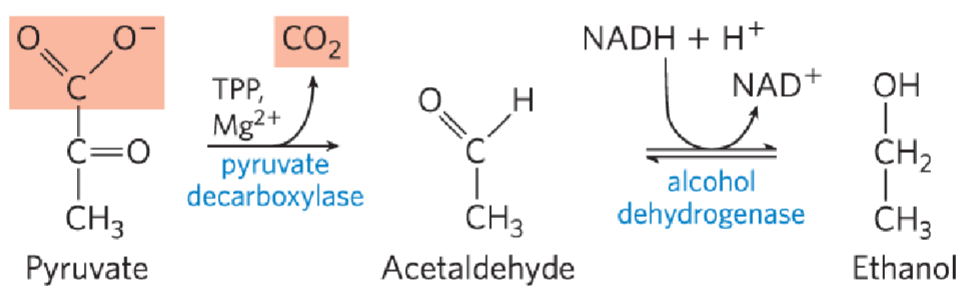 O O⁻
C
C=O
CH₃
Pyruvate
CO₂
TPP,
Mg²⁺
pyruvate
decarboxylase
O H
C
CH₃
Acetaldehyde
NADH + H⁺
NAD⁺
alcohol
dehydrogenase
OH
CH₂
CH₃
Ethanol